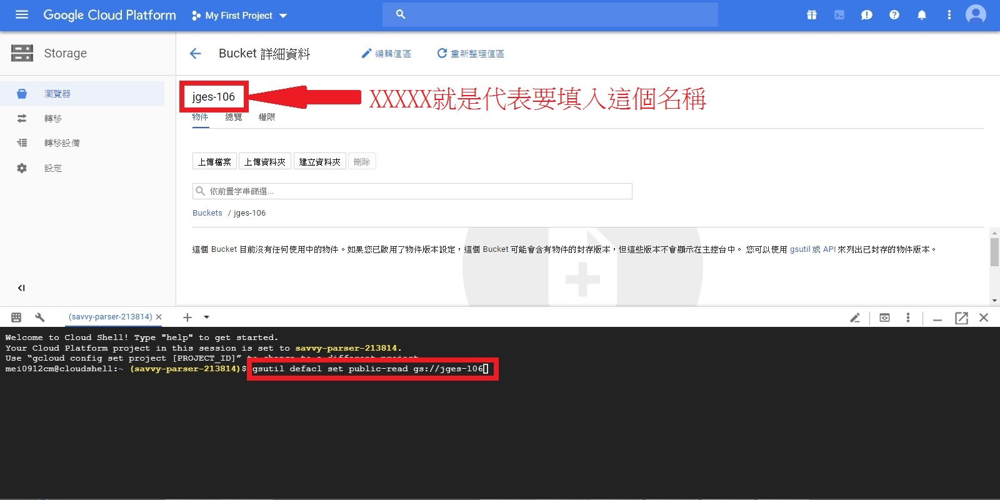 Google Cloud Platform
My First Project
Storage
Bucket 詳細資料
編輯值區
重新整理值區
瀏覽器
轉移
轉移設備
設定
jges-106
XXXXX就是代表要填入這個名稱
物件 總覽 權限
上傳檔案 上傳資料夾 建立資料夾 刪除
依前置字串篩選...
Buckets / jges-106
這個 Bucket 目前沒有任何使用中的物件。如果您已啟用了物件版本設定，這個 Bucket 可能會含有物件的封存版本，但這些版本不會顯示在主控台中。 您可以使用 gsutil 或 API 來列出已封存的物件版本。
(savvy-parser-213814)
Welcome to Cloud Shell! Type "help" to get started.
Your Cloud Platform project in this session is set to savvy-parser-213814.
Use “gcloud config set project [PROJECT_ID]” to change to a different project.
mei0912cm@cloudshell:~ (savvy-parser-213814)$ gsutil defacl set public-read gs://jges-106